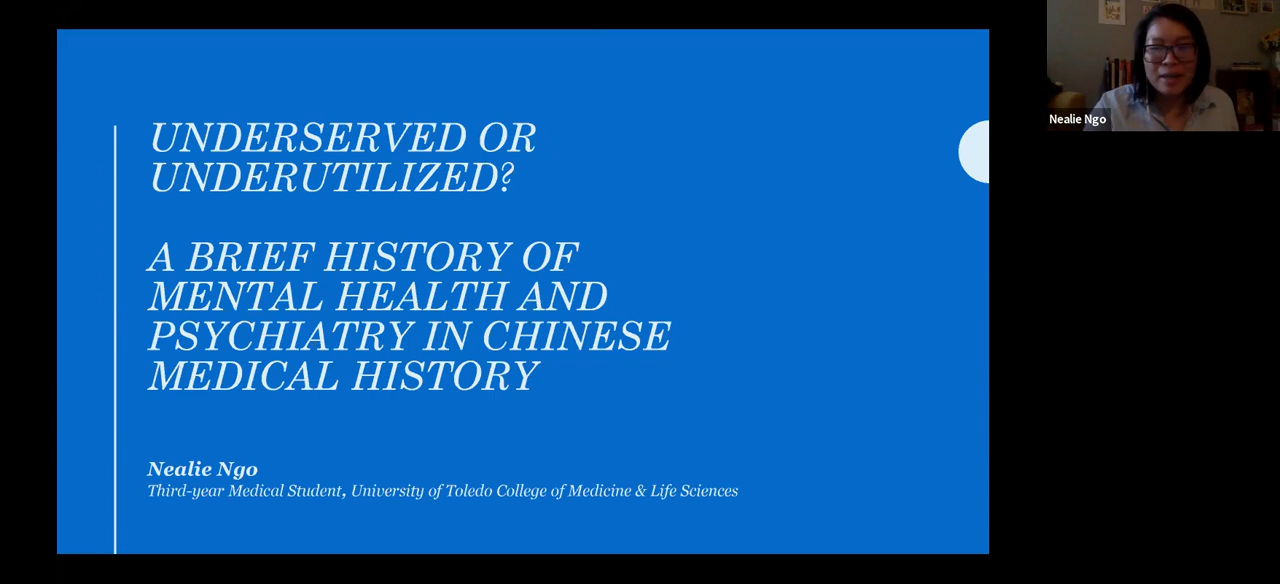 UNDERSERVED OR
UNDERUTILIZED?
A BRIEF HISTORY OF
MENTAL HEALTH AND
PSYCHIATRY IN CHINESE
MEDICAL HISTORY
Nealie Ngo
Third-year Medical Student, University of Toledo College of Medicine & Life Sciences
Nealie Ngo